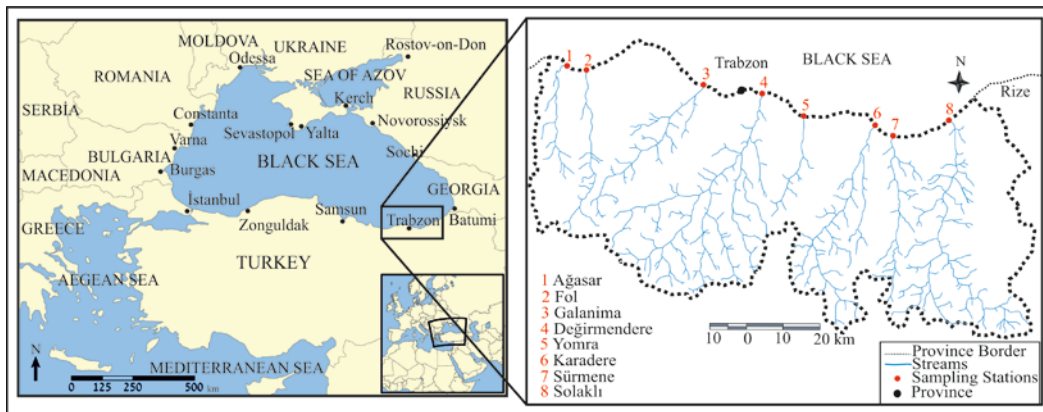 MOLDOVA
UKRAINE
Rostov-on-Don
Odessa
ROMANIA
SEA OF AZOV
RUSSIA
SERBİA
Kerch
Constanta
Novorossiysk
Sevastopol
Yalta
Varna
BULGARIA
BLACK SEA
Sochi
MACEDONIA
Burgas
GEORGIA
İstanbul
Samsun
Trabzon
Batumi
GREECE
Zonguldak
TURKEY
AEGEAN SEA
N
MEDITERRANEAN SEA
0 125 250 500
km
1 2
Trabzon
BLACK SEA
N
3
4
Rize
5
6
7
8
1 Ağasar
2 Fol
3 Galanima
4 Değirmendere
5 Yomra
6 Karadere
7 Sürmene
8 Solaklı
10 0 10 20 km
Province Border
Streams
Sampling Stations
Province